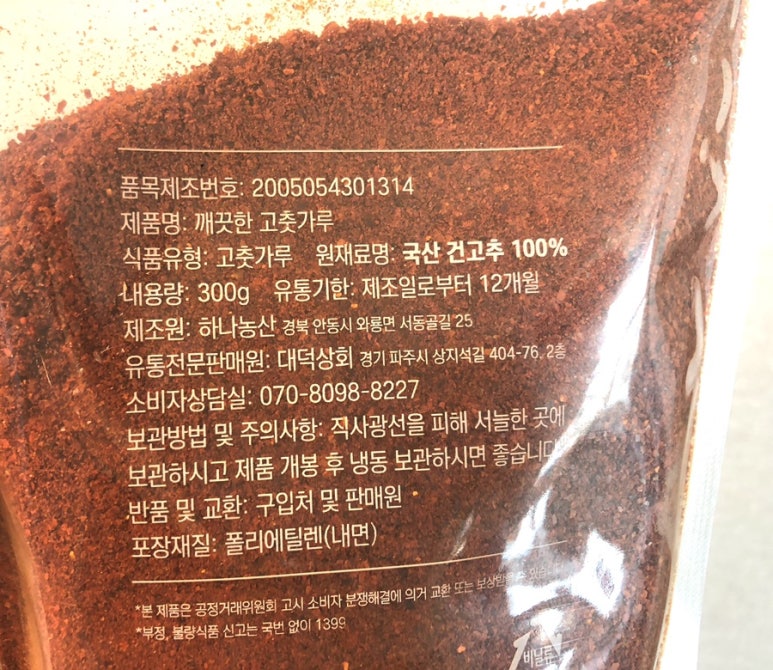 품목제조번호: 2005054301314
제품명: 깨끗한 고춧가루
식품유형: 고춧가루 원재료명: 국산 건고추 100%
내용량: 300g 유통기한: 제조일로부터 12개월
제조원: 하나농산 경북 안동시 와룡면 서동골길 25
유통전문판매원: 대덕상회 경기 파주시 상지석길 404-76, 2층
소비자상담실: 070-8098-8227
보관방법 및 주의사항: 직사광선을 피해 서늘한 곳에
보관하시고 제품 개봉 후 냉동 보관하시면 좋습니다
반품 및 교환: 구입처 및 판매원
포장재질: 폴리에틸렌(내면)
*본 제품은 공정거래위원회 고시 소비자 분쟁해결에 의거 교환 또는 보상받을 수
*부정, 불량식품 신고는 국번 없이 1399
비닐류